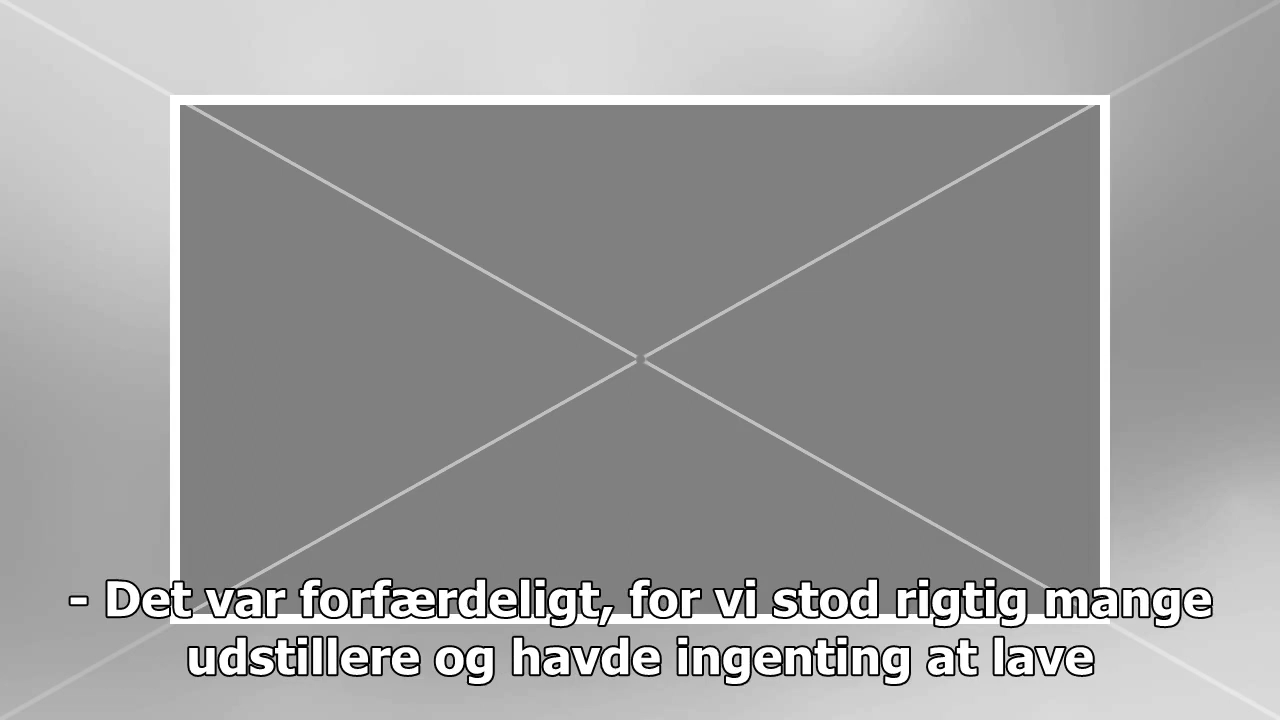 - Det var forfærdeligt, for vi stod rigtig mange
udstillere og havde ingenting at lave